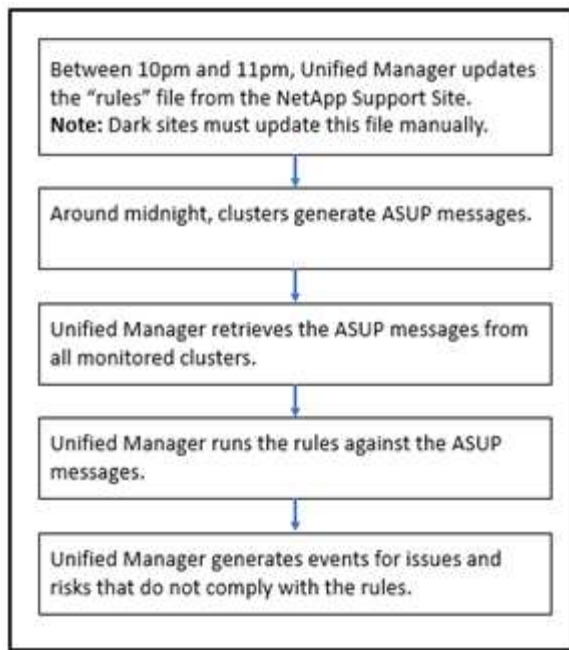 Between 10pm and 11pm, Unified Manager updates
the “rules” file from the NetApp Support Site.
Note: Dark sites must update this file manually.
Around midnight, clusters generate ASUP messages.
Unified Manager retrieves the ASUP messages from
all monitored clusters.
Unified Manager runs the rules against the ASUP
messages.
Unified Manager generates events for issues and
risks that do not comply with the rules.